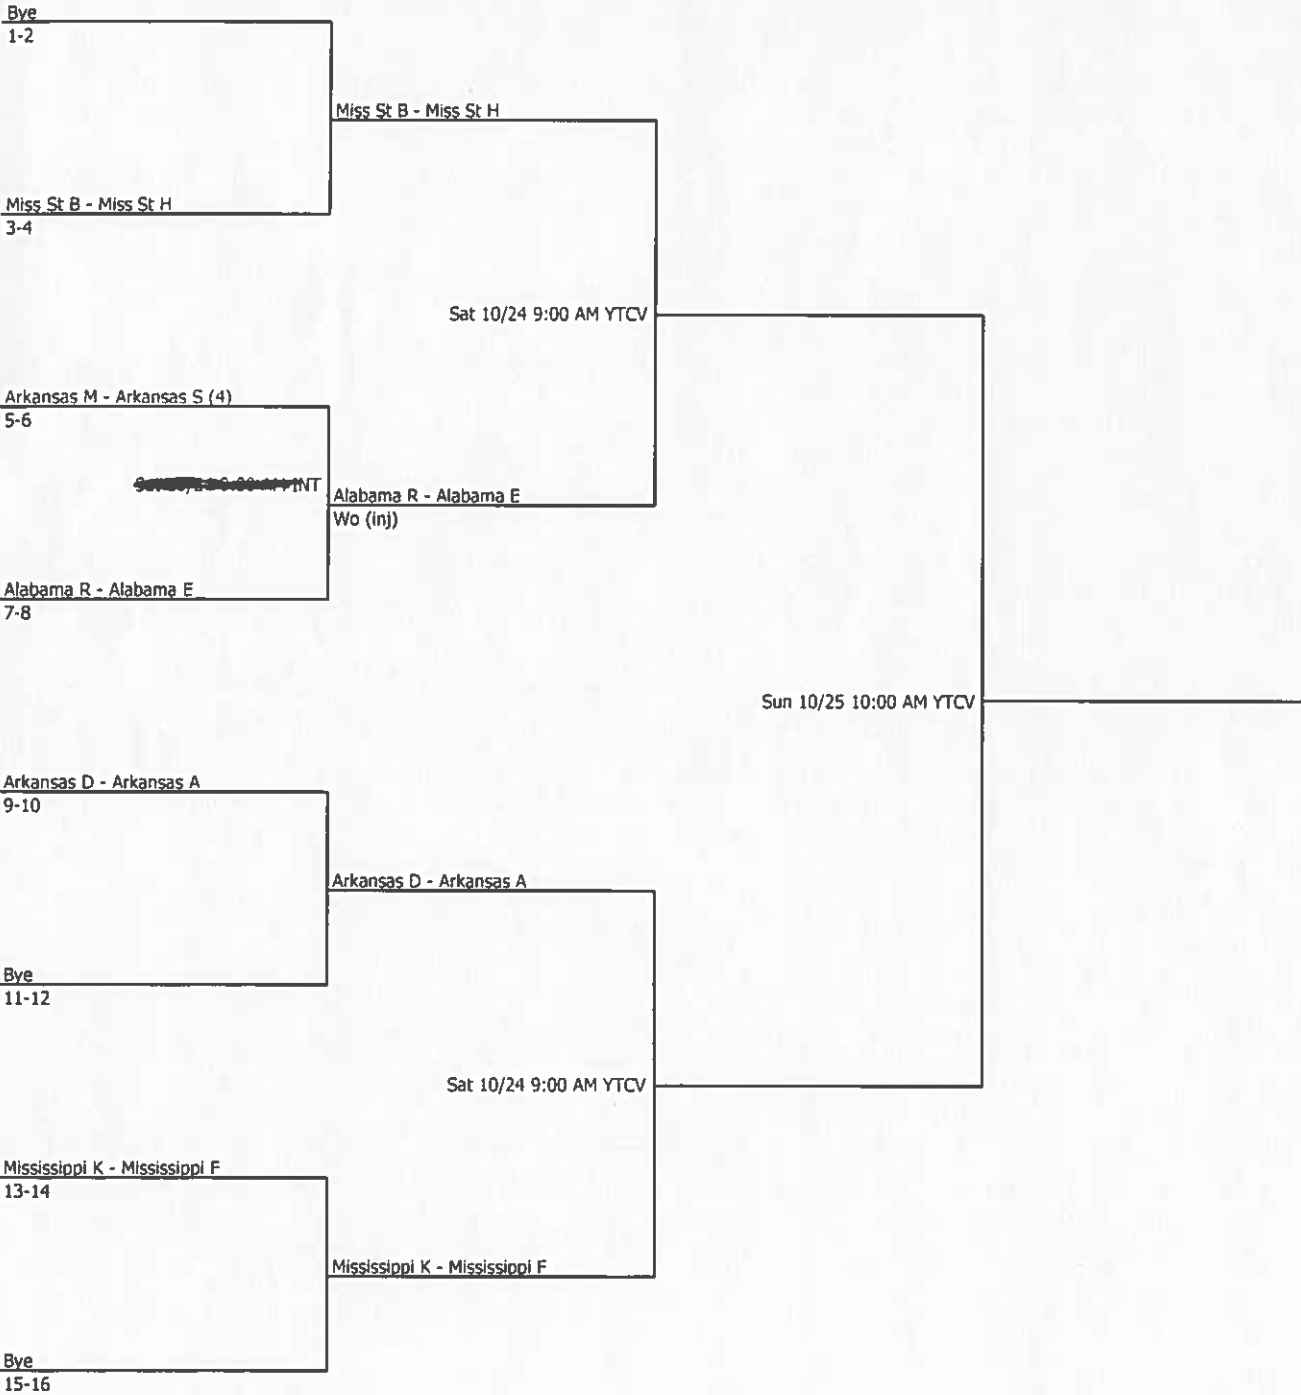 Bye
1-2
Miss St B - Miss St H
Miss St B - Miss St H
3-4
Sat 10/24 9:00 AM YTCV
Arkansas M - Arkansas S (4)
5-6
INT
Alabama R - Alabama E
Wo (inj)
Alabama R - Alabama E
7-8
Sun 10/25 10:00 AM YTCV
Arkansas D - Arkansas A
9-10
Arkansas D - Arkansas A
Bye
11-12
Sat 10/24 9:00 AM YTCV
Mississippi K - Mississippi F
13-14
Mississippi K - Mississippi F
Bye
15-16